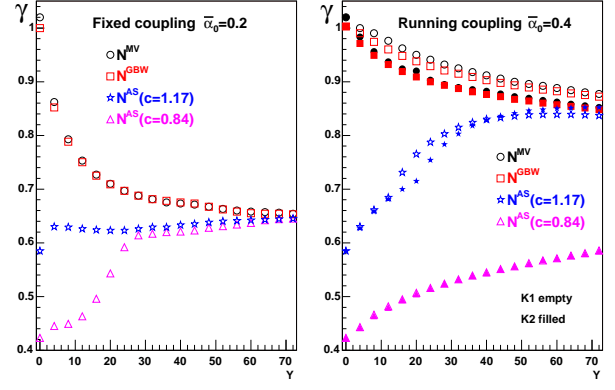 γ
Fixed coupling α̅₀=0.2
1
0.9
0.8
0.7
0.6
0.5
0.4
N^MV
N^GBW
N^AS(c=1.17)
N^AS(c=0.84)
0 10 20 30 40 50 60 70
Y
γ
Running coupling α̅₀=0.4
1
0.9
0.8
0.7
0.6
0.5
0.4
N^MV
N^GBW
N^AS(c=1.17)
N^AS(c=0.84)
K1 empty
K2 filled
0 10 20 30 40 50 60 70
Y